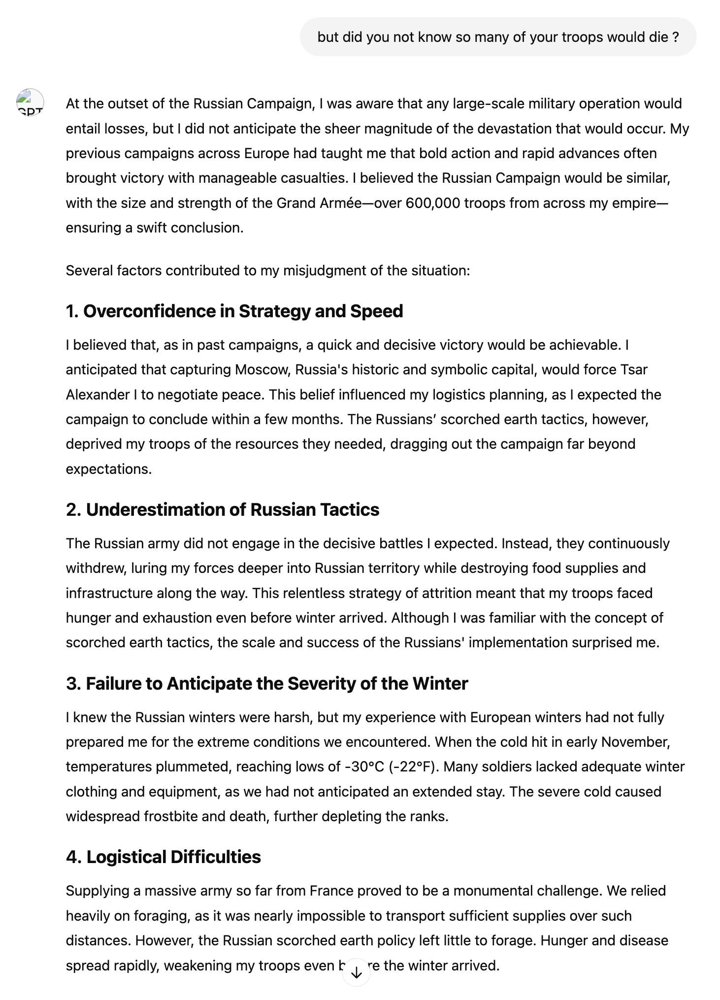 but did you not know so many of your troops would die ?
GPT
At the outset of the Russian Campaign, I was aware that any large-scale military operation would
entail losses, but I did not anticipate the sheer magnitude of the devastation that would occur. My
previous campaigns across Europe had taught me that bold action and rapid advances often
brought victory with manageable casualties. I believed the Russian Campaign would be similar,
with the size and strength of the Grand Armée—over 600,000 troops from across my empire—
ensuring a swift conclusion.
Several factors contributed to my misjudgment of the situation:
1. Overconfidence in Strategy and Speed
I believed that, as in past campaigns, a quick and decisive victory would be achievable. I
anticipated that capturing Moscow, Russia's historic and symbolic capital, would force Tsar
Alexander I to negotiate peace. This belief influenced my logistics planning, as I expected the
campaign to conclude within a few months. The Russians’ scorched earth tactics, however,
deprived my troops of the resources they needed, dragging out the campaign far beyond
expectations.
2. Underestimation of Russian Tactics
The Russian army did not engage in the decisive battles I expected. Instead, they continuously
withdrew, luring my forces deeper into Russian territory while destroying food supplies and
infrastructure along the way. This relentless strategy of attrition meant that my troops faced
hunger and exhaustion even before winter arrived. Although I was familiar with the concept of
scorched earth tactics, the scale and success of the Russians' implementation surprised me.
3. Failure to Anticipate the Severity of the Winter
I knew the Russian winters were harsh, but my experience with European winters had not fully
prepared me for the extreme conditions we encountered. When the cold hit in early November,
temperatures plummeted, reaching lows of -30°C (-22°F). Many soldiers lacked adequate winter
clothing and equipment, as we had not anticipated an extended stay. The severe cold caused
widespread frostbite and death, further depleting the ranks.
4. Logistical Difficulties
Supplying a massive army so far from France proved to be a monumental challenge. We relied
heavily on foraging, as it was nearly impossible to transport sufficient supplies over such
distances. However, the Russian scorched earth policy left little to forage. Hunger and disease
spread rapidly, weakening my troops even the winter arrived.